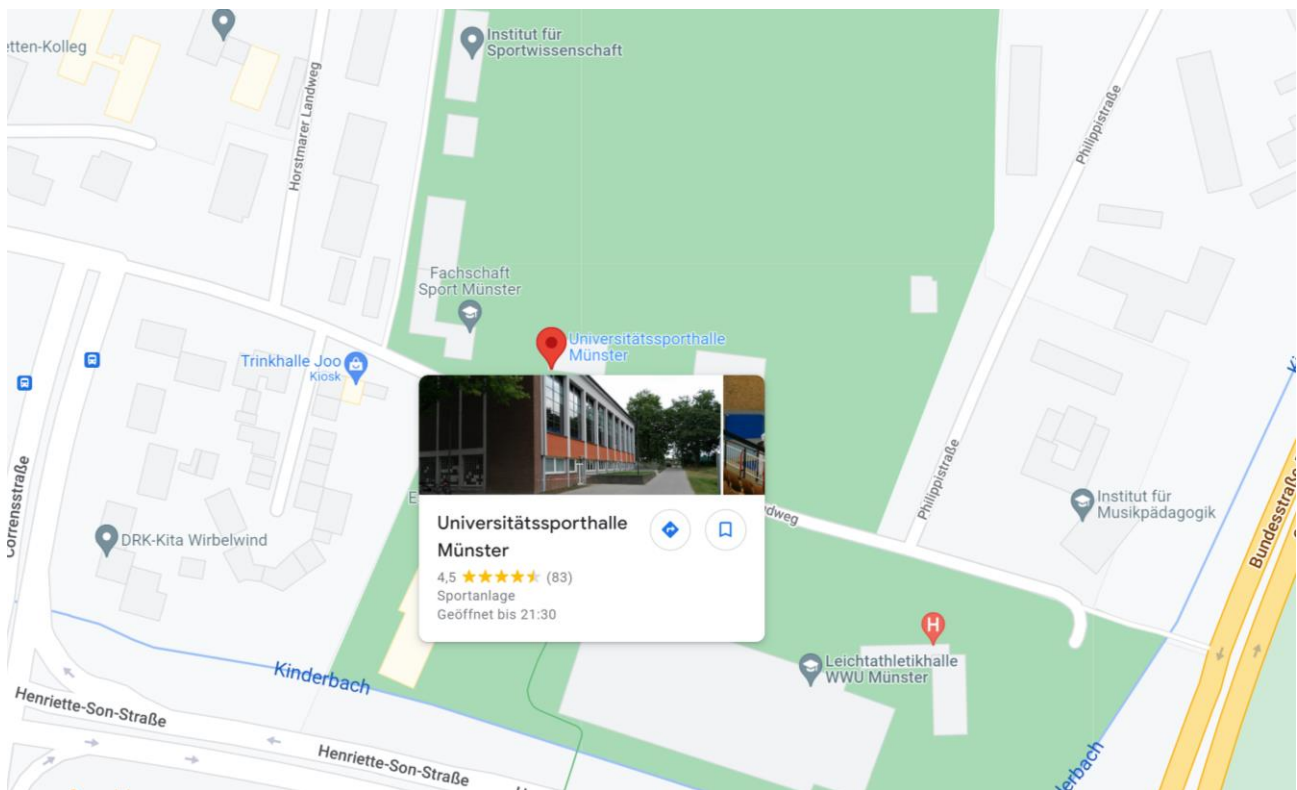 etten-Kolleg
Institut für
Sportwissenschaft
Horstmarer Landweg
Philippistraße
Fachschaft
Sport Münster
Universitätssporthalle
Münster
Trinkhalle Joo
Kiosk
Corrensstraße
DRK-Kita Wirbelwind
E
Universitätssporthalle
Münster
4,5 (83)
Sportanlage
Geöffnet bis 21:30
dweg
Philippistraße
Institut für
Musikpädagogik
Bundesstraße
H
Leichtathletikhalle
WWU Münster
Kinderbach
Henriette-Son-Straße
Henriette-Son-Straße
derbach